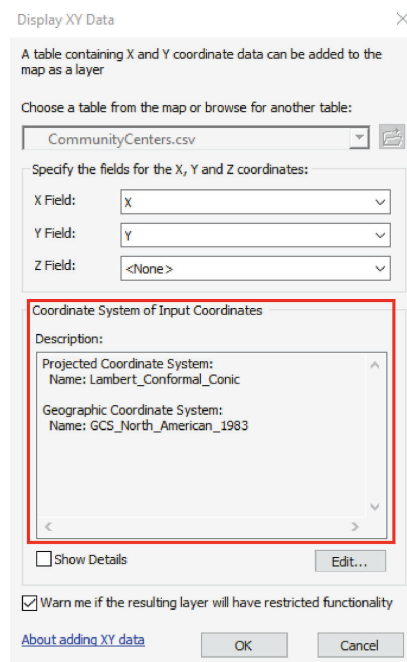 Display XY Data
A table containing X and Y coordinate data can be added to the
map as a layer
Choose a table from the map or browse for another table:
CommunityCenters.csv
Specify the fields for the X, Y and Z coordinates:
X Field:
X
Y Field:
Y
Z Field:
<None>
Coordinate System of Input Coordinates
Description:
Projected Coordinate System:
Name: Lambert_Conformal_Conic
Geographic Coordinate System:
Name: GCS_North_American_1983
Show Details
Edit...
Warn me if the resulting layer will have restricted functionality
About adding XY data
OK
Cancel